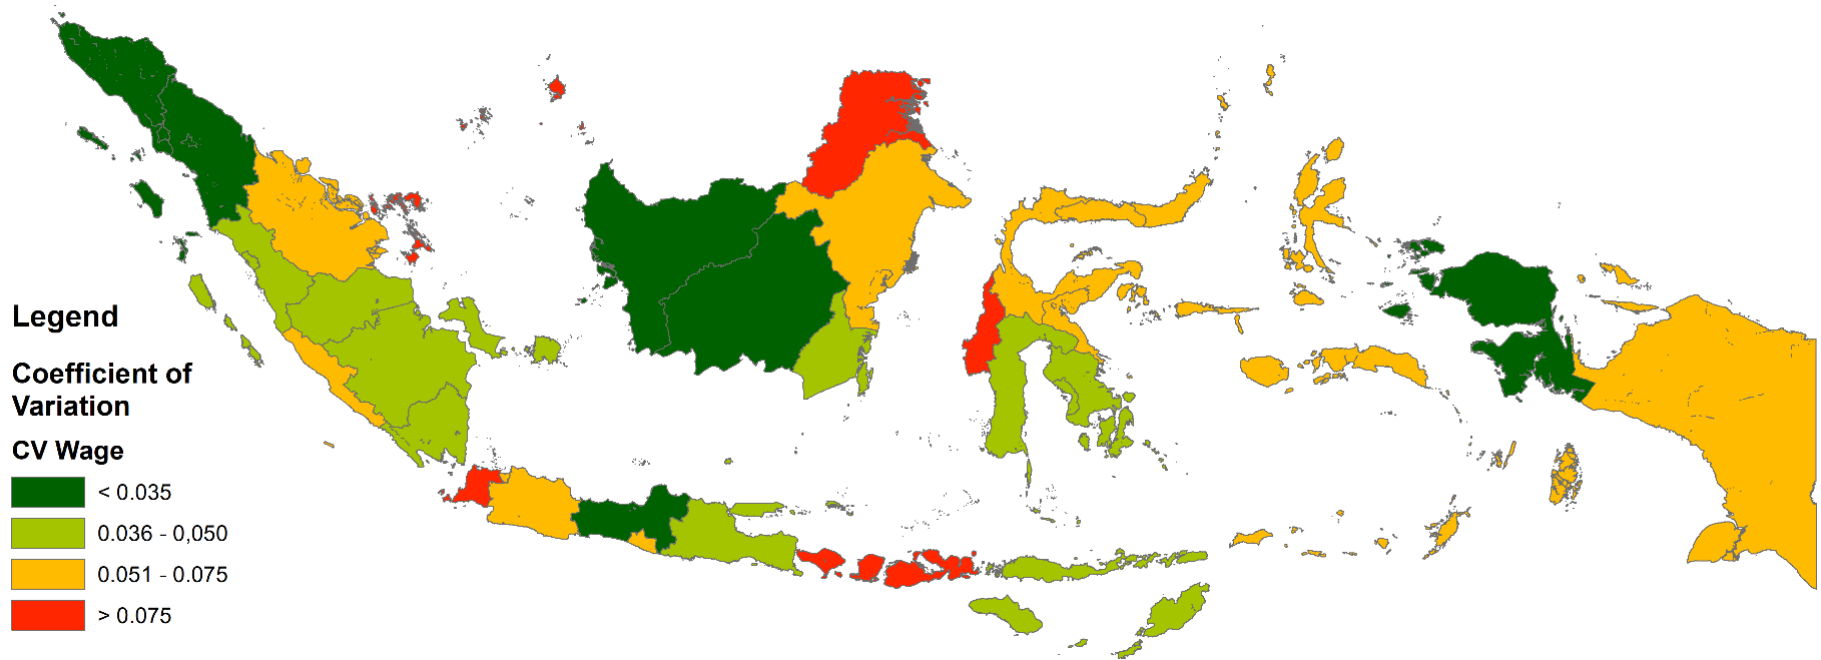 Legend
Coefficient of
Variation
CV Wage
< 0.035
0.036 - 0,050
0.051 - 0.075
> 0.075